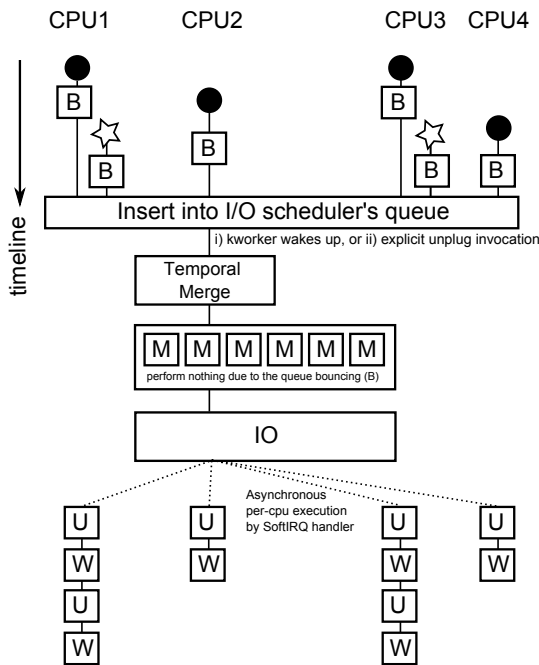 CPU1 CPU2 CPU3 CPU4
B
B
B
B
B
B
timeline
Insert into I/O scheduler's queue
i) kworker wakes up, or ii) explicit unplug invocation
Temporal
Merge
M M M M M M
perform nothing due to the queue bouncing (B)
IO
Asynchronous
per-cpu execution
by SoftIRQ handler
U U U U
W W W W
U U
W W